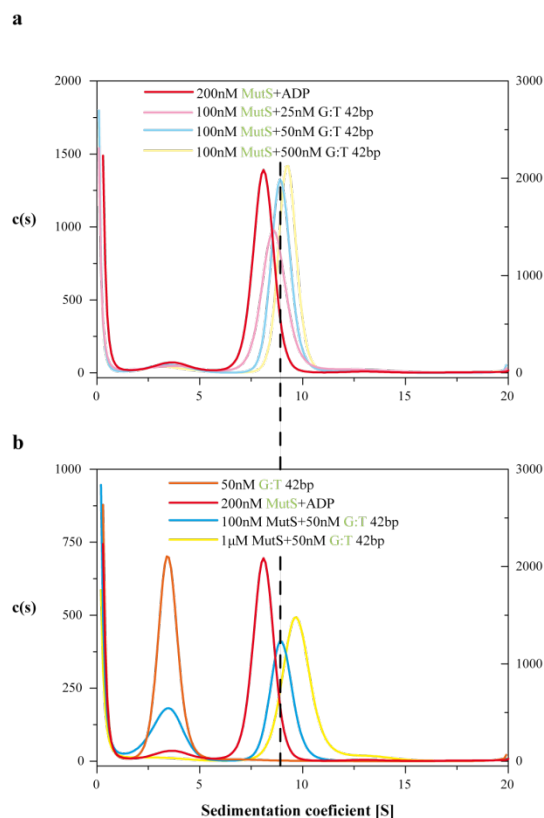 a
2000
1500
1000
500
0
c(s)
3000
2000
1000
0
200nM MutS+ADP
100nM MutS+25nM G:T 42bp
100nM MutS+50nM G:T 42bp
100nM MutS+500nM G:T 42bp
0 5 10 15 20
b
1000
750
500
250
0
c(s)
3000
2000
1000
0
50nM G:T 42bp
200nM MutS+ADP
100nM MutS+50nM G:T 42bp
1μM MutS+50nM G:T 42bp
0 5 10 15 20
Sedimentation coeficient [S]